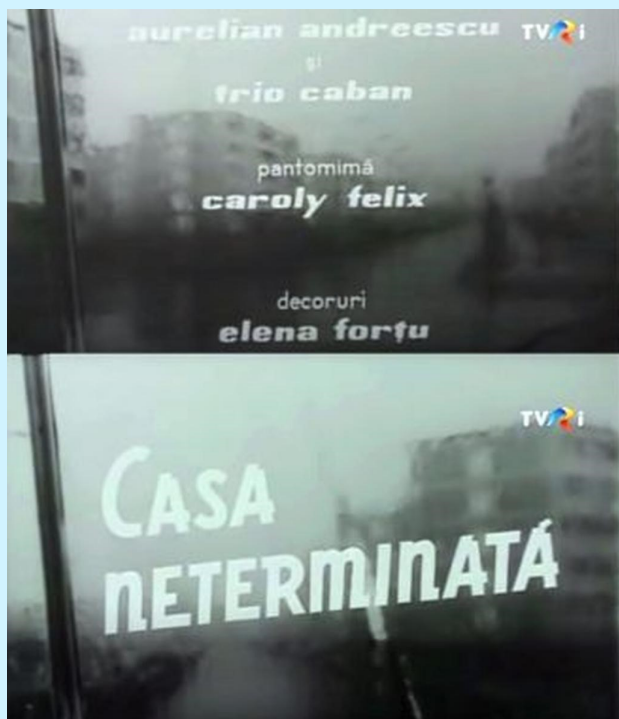 aurelian andreescu
TVRi
și
trio caban
pantomimă
caroly felix
decoruri
elena forțu
TVRi
CASA
NETERMINATĂ